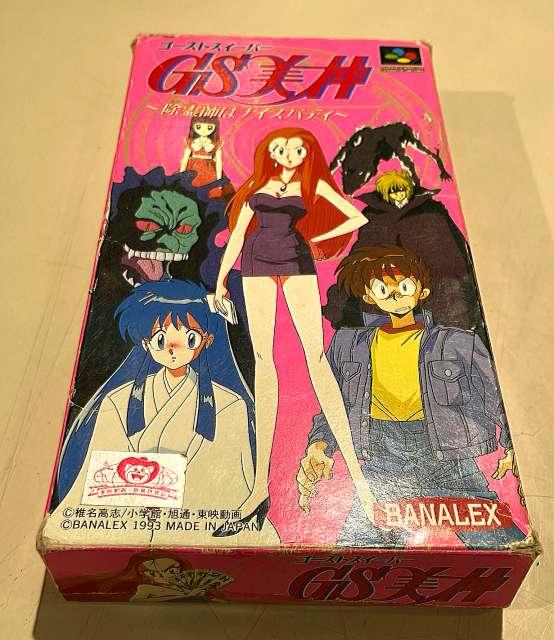 ゴーストスイーパー
GS美神
～除霊師はナイスバディ～
©椎名高志/小学館・旭通・東映動画
©BANALEX 1993 MADE IN JAPAN
BANALEX
ゴーストスイーパー
GS美神